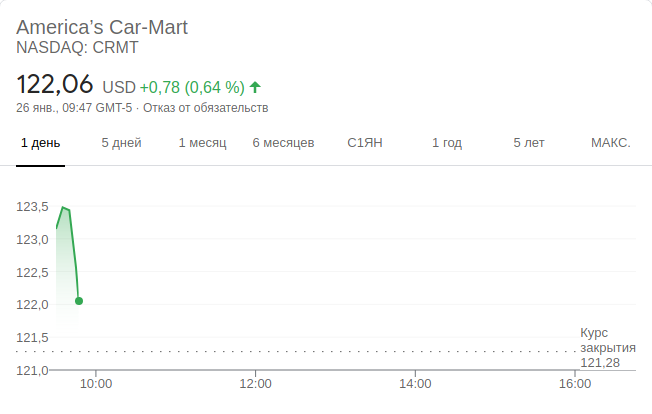 America’s Car-Mart
NASDAQ: CRMT
122,06 USD +0,78 (0,64 %)
26 янв., 09:47 GMT-5 · Отказ от обязательств
1 день 5 дней 1 месяц 6 месяцев С1ЯН 1 год 5 лет МАКС.
123,5
123,0
122,5
122,0
121,5
121,0
Курс
закрытия
121,28
10:00 12:00 14:00 16:00